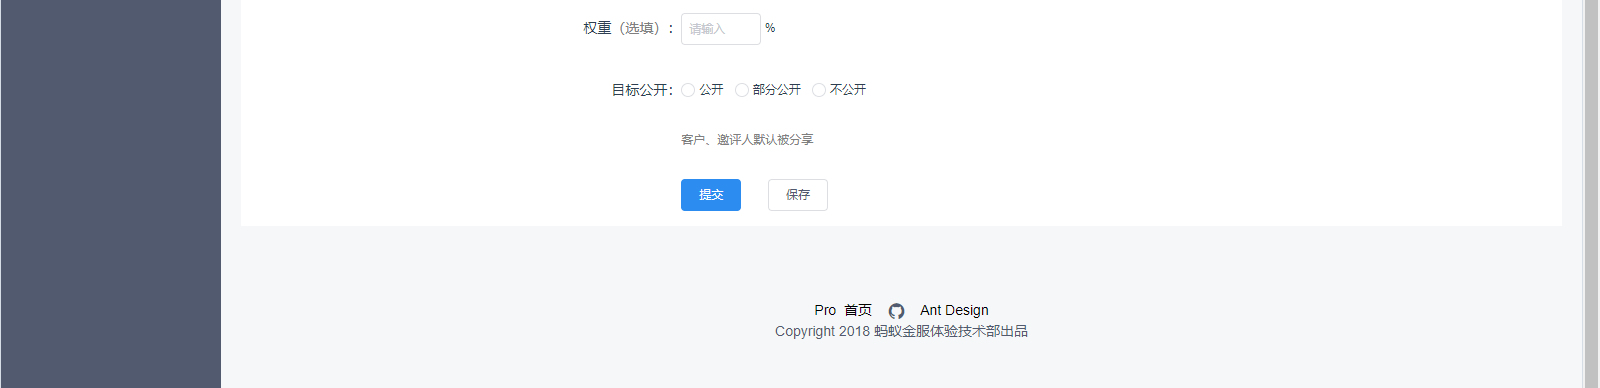 权重（选填）： 请输入 %
目标公开： 公开 部分公开 不公开
客户、邀评人默认被分享
提交 保存
Pro 首页 Ant Design
Copyright 2018 蚂蚁金服体验技术部出品